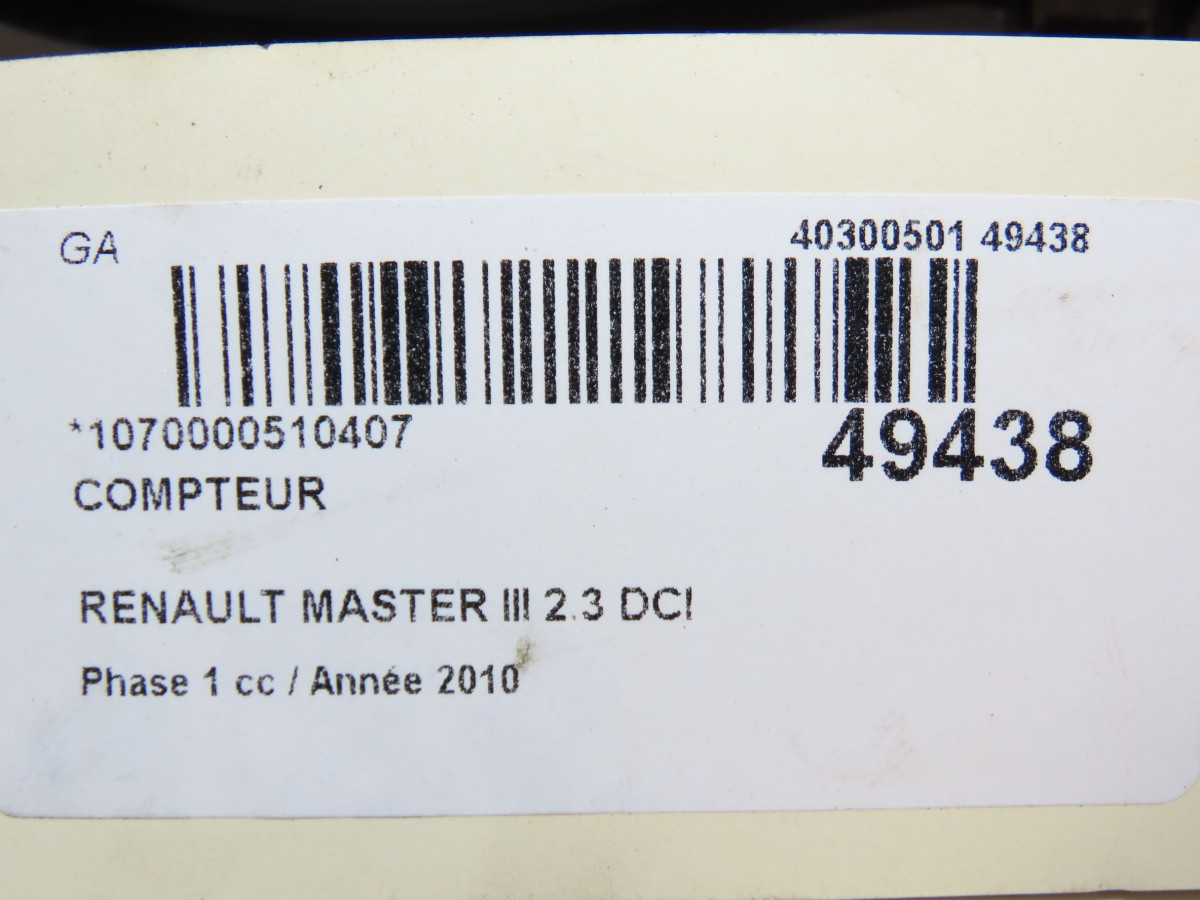 GA
40300501 49438
*1070000510407
49438
COMPTEUR
RENAULT MASTER III 2.3 DCI
Phase 1 cc / Année 2010